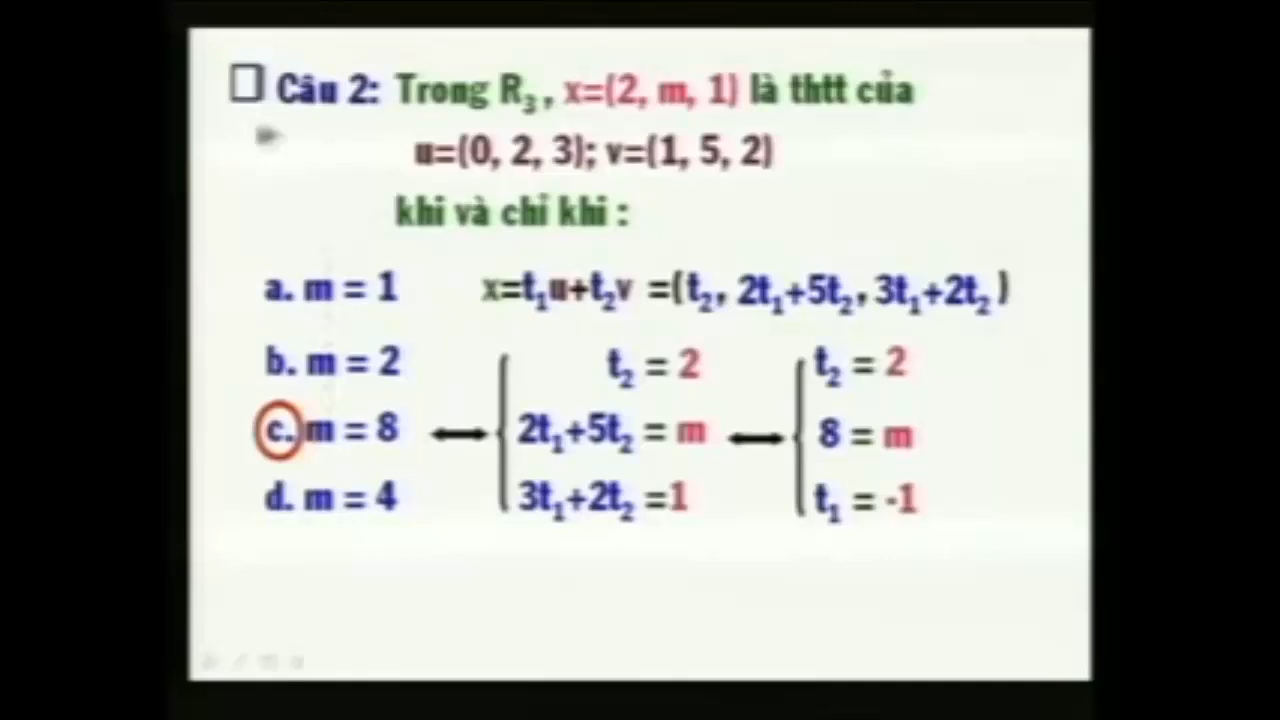 Câu 2: Trong R₃, x=(2, m, 1) là thtt của
u=(0, 2, 3); v=(1, 5, 2)
khi và chỉ khi :
a. m = 1 x=t₁u+t₂v =(t₂, 2t₁+5t₂, 3t₁+2t₂)
b. m = 2 t₂ = 2 t₂ = 2
c. m = 8 ⟷ 2t₁+5t₂ = m ⟷ 8 = m
d. m = 4 3t₁+2t₂ =1 t₁ = -1